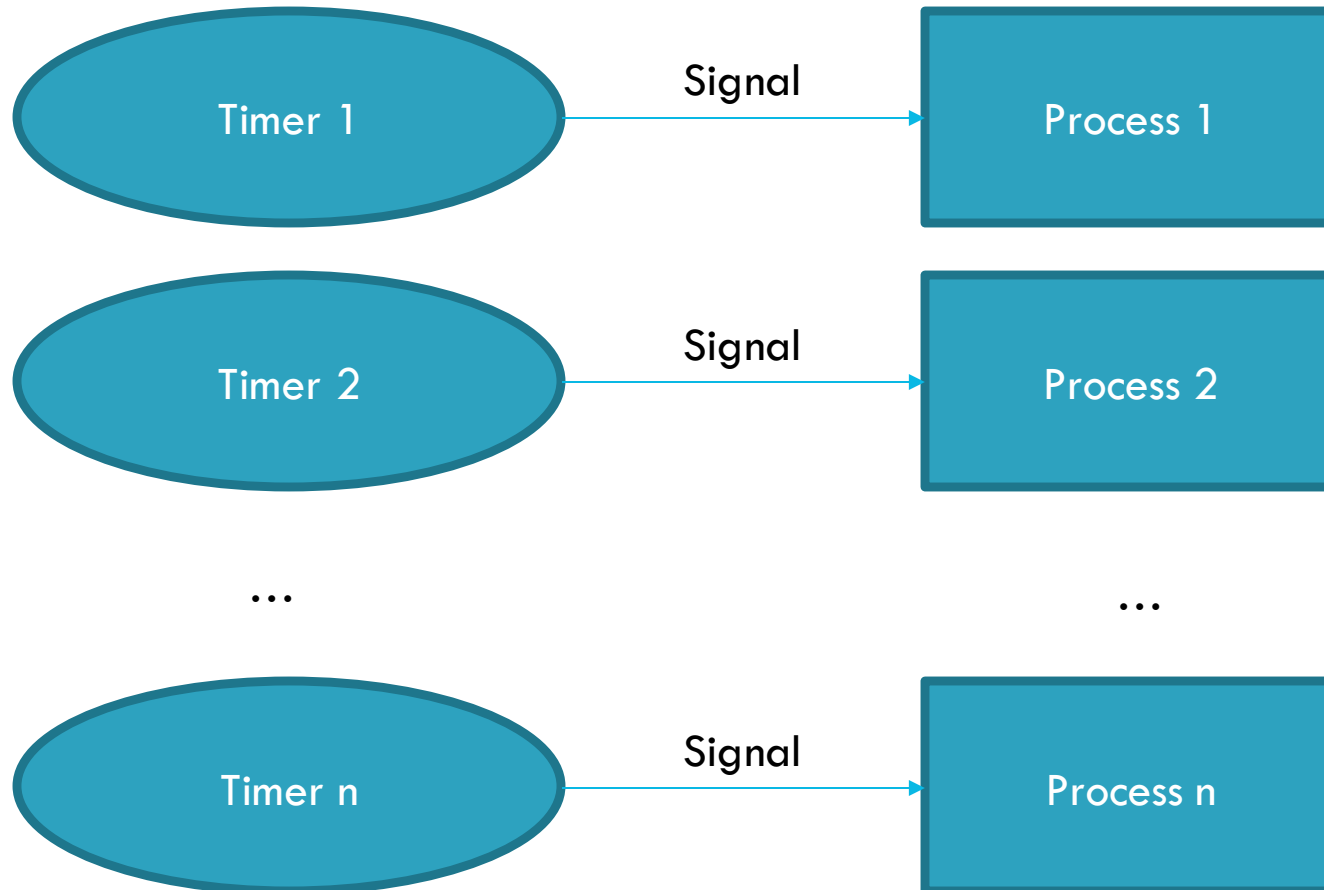 Timer 1
Signal
Process 1
Timer 2
Signal
Process 2
...
...
Timer n
Signal
Process n